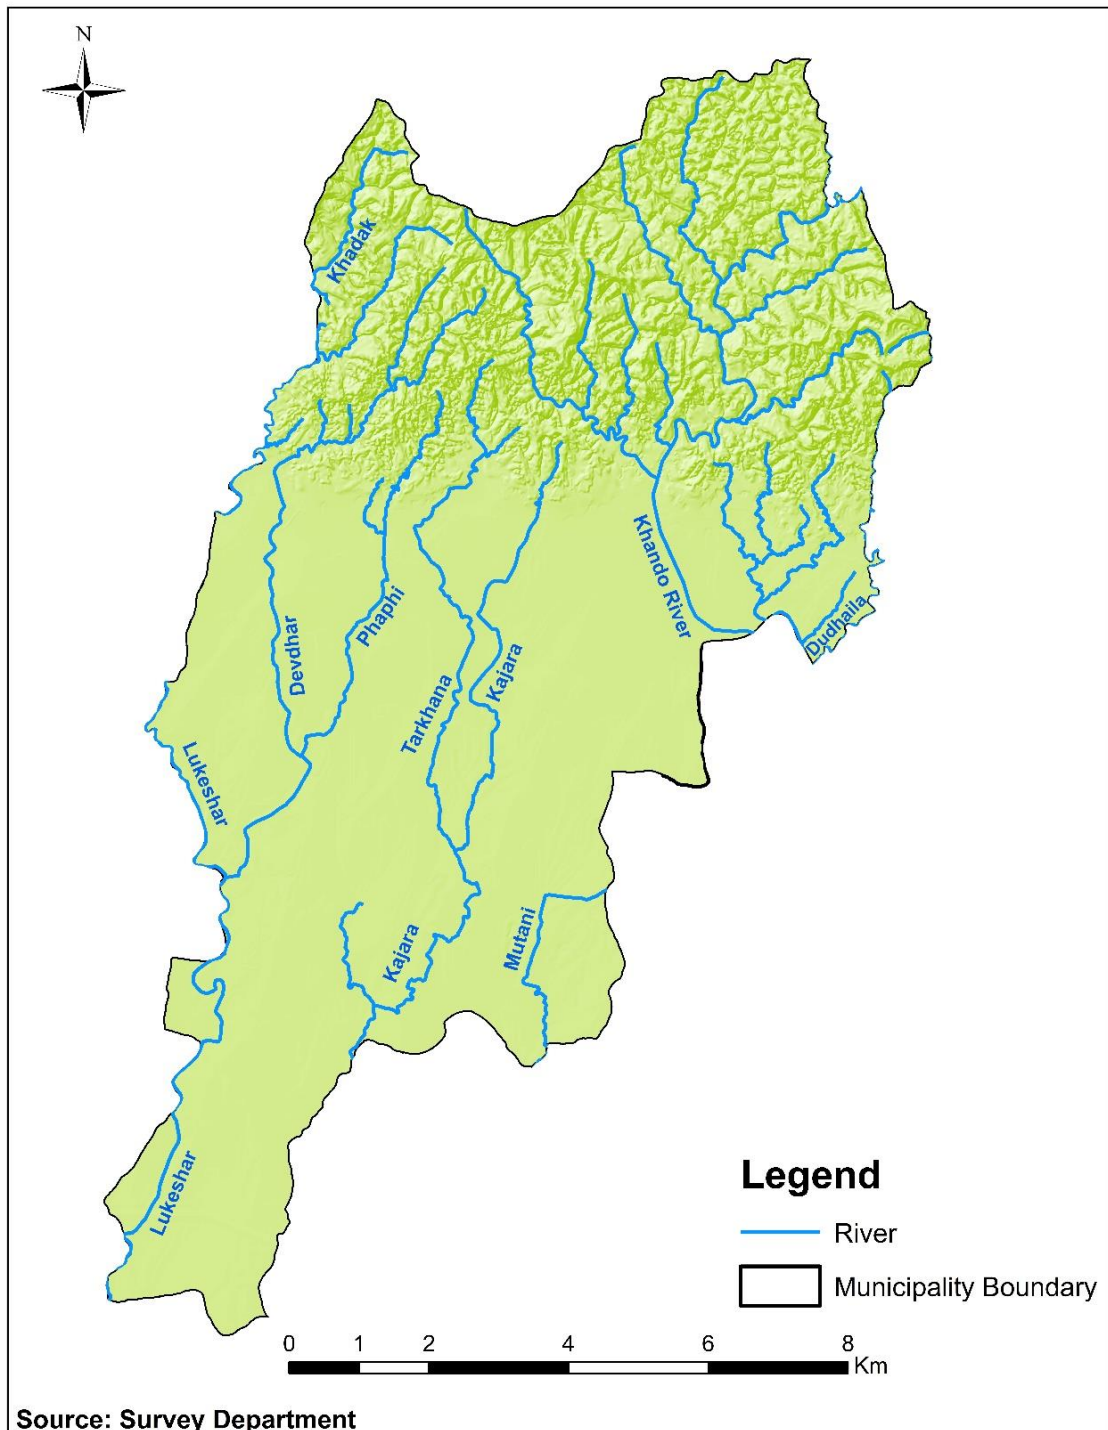 N
Khadak
Khando River
Dudhaila
Phaphi
Devdhar
Kajara
Tarkhana
Lukeshar
Mutani
Kajara
Lukeshar
Legend
River
Municipality Boundary
0 1 2 4 6 8
Km
Source: Survey Department